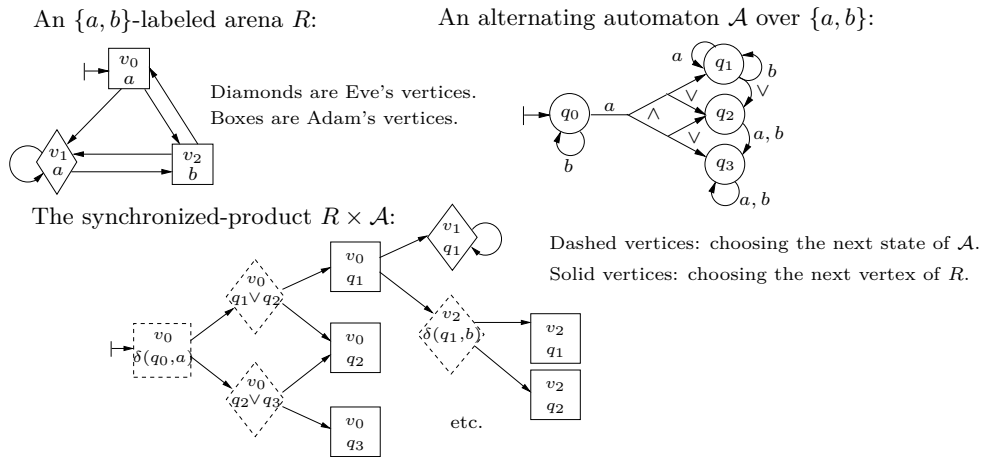 An {a, b}-labeled arena R:
An alternating automaton 𝒜 over {a, b}:
v₀
a
Diamonds are Eve's vertices.
Boxes are Adam's vertices.
v₁
a
v₂
b
q₀
a
b
∧
∨
∨
a
q₁
b
∨
q₂
a, b
q₃
a, b
The synchronized-product R × 𝒜:
Dashed vertices: choosing the next state of 𝒜.
Solid vertices: choosing the next vertex of R.
v₀
δ(q₀,a)
v₀
q₁∨q₂
v₀
q₂∨q₃
v₀
q₁
v₀
q₂
v₀
q₃
v₁
q₁
v₂
δ(q₁,b)
v₂
q₁
v₂
q₂
etc.